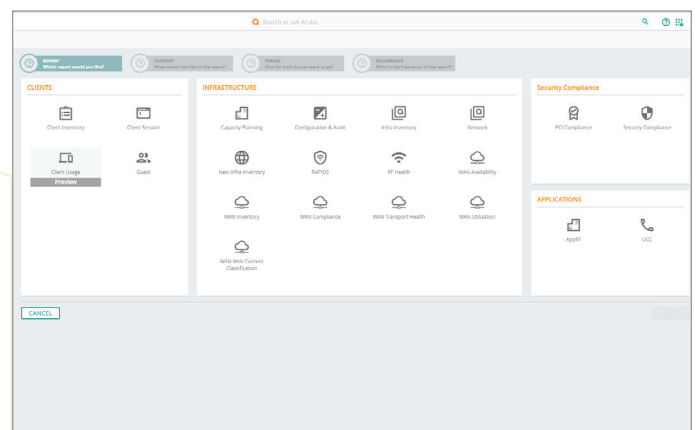 Search or ask Aruba
REPORT
Which report would you like?
CONTEXT
What would you like in the report?
PERIOD
How far back do you want to go?
RECURRENCE
What is the frequency of the report?
CLIENTS
Client Inventory
Client Session
Client Usage
Preview
Guest
INFRASTRUCTURE
Capacity Planning
Configuration & Audit
Infra Inventory
Network
New Infra Inventory
RAPIDS
RF Health
WAN Availability
WAN Inventory
WAN Compliance
WAN Transport Health
WAN Utilization
WAN Web Content
Classification
Security Compliance
PCI Compliance
Security Compliance
APPLICATIONS
AppRF
UCC
CANCEL